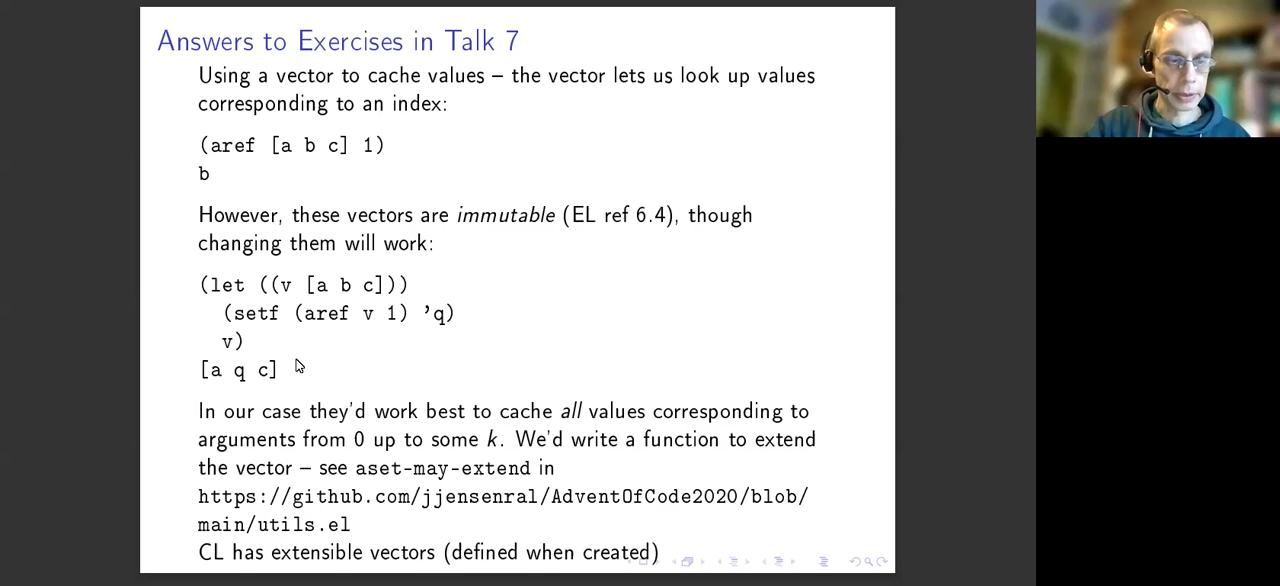 Answers to Exercises in Talk 7
Using a vector to cache values – the vector lets us look up values
corresponding to an index:
(aref [a b c] 1)
b
However, these vectors are immutable (EL ref 6.4), though
changing them will work:
(let ((v [a b c]))
(setf (aref v 1) ’q)
v)
[a q c]
In our case they'd work best to cache all values corresponding to
arguments from 0 up to some k. We'd write a function to extend
the vector – see aset-may-extend in
https://github.com/jjensenral/AdventOfCode2020/blob/
main/utils.el
CL has extensible vectors (defined when created)